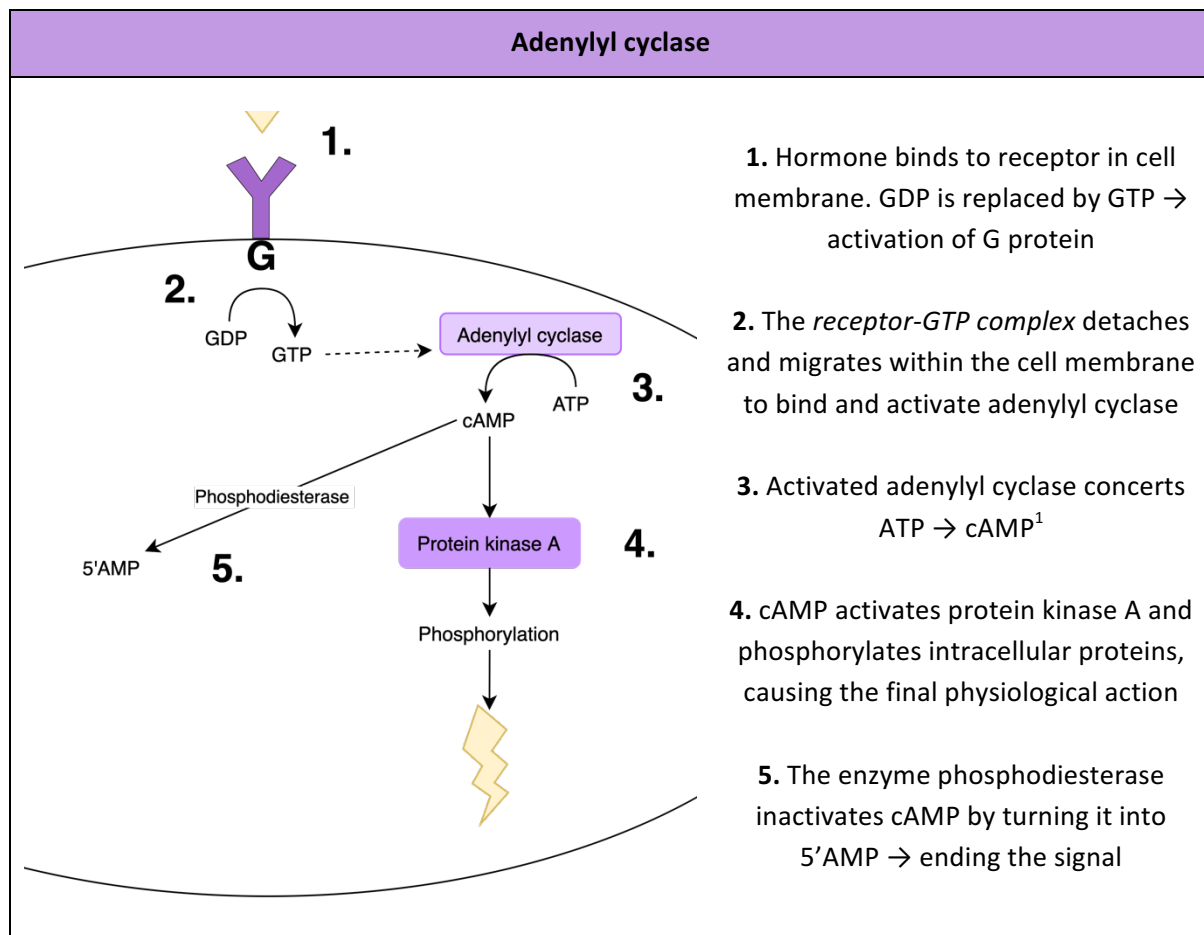 Adenylyl cyclase
1.
G
2.
GDP
GTP
Adenylyl cyclase
3.
ATP
cAMP
Phosphodiesterase
5'AMP
5.
Protein kinase A
4.
Phosphorylation
1. Hormone binds to receptor in cell
membrane. GDP is replaced by GTP →
activation of G protein
2. The receptor-GTP complex detaches
and migrates within the cell membrane
to bind and activate adenylyl cyclase
3. Activated adenylyl cyclase concerts
ATP → cAMP¹
4. cAMP activates protein kinase A and
phosphorylates intracellular proteins,
causing the final physiological action
5. The enzyme phosphodiesterase
inactivates cAMP by turning it into
5’AMP → ending the signal